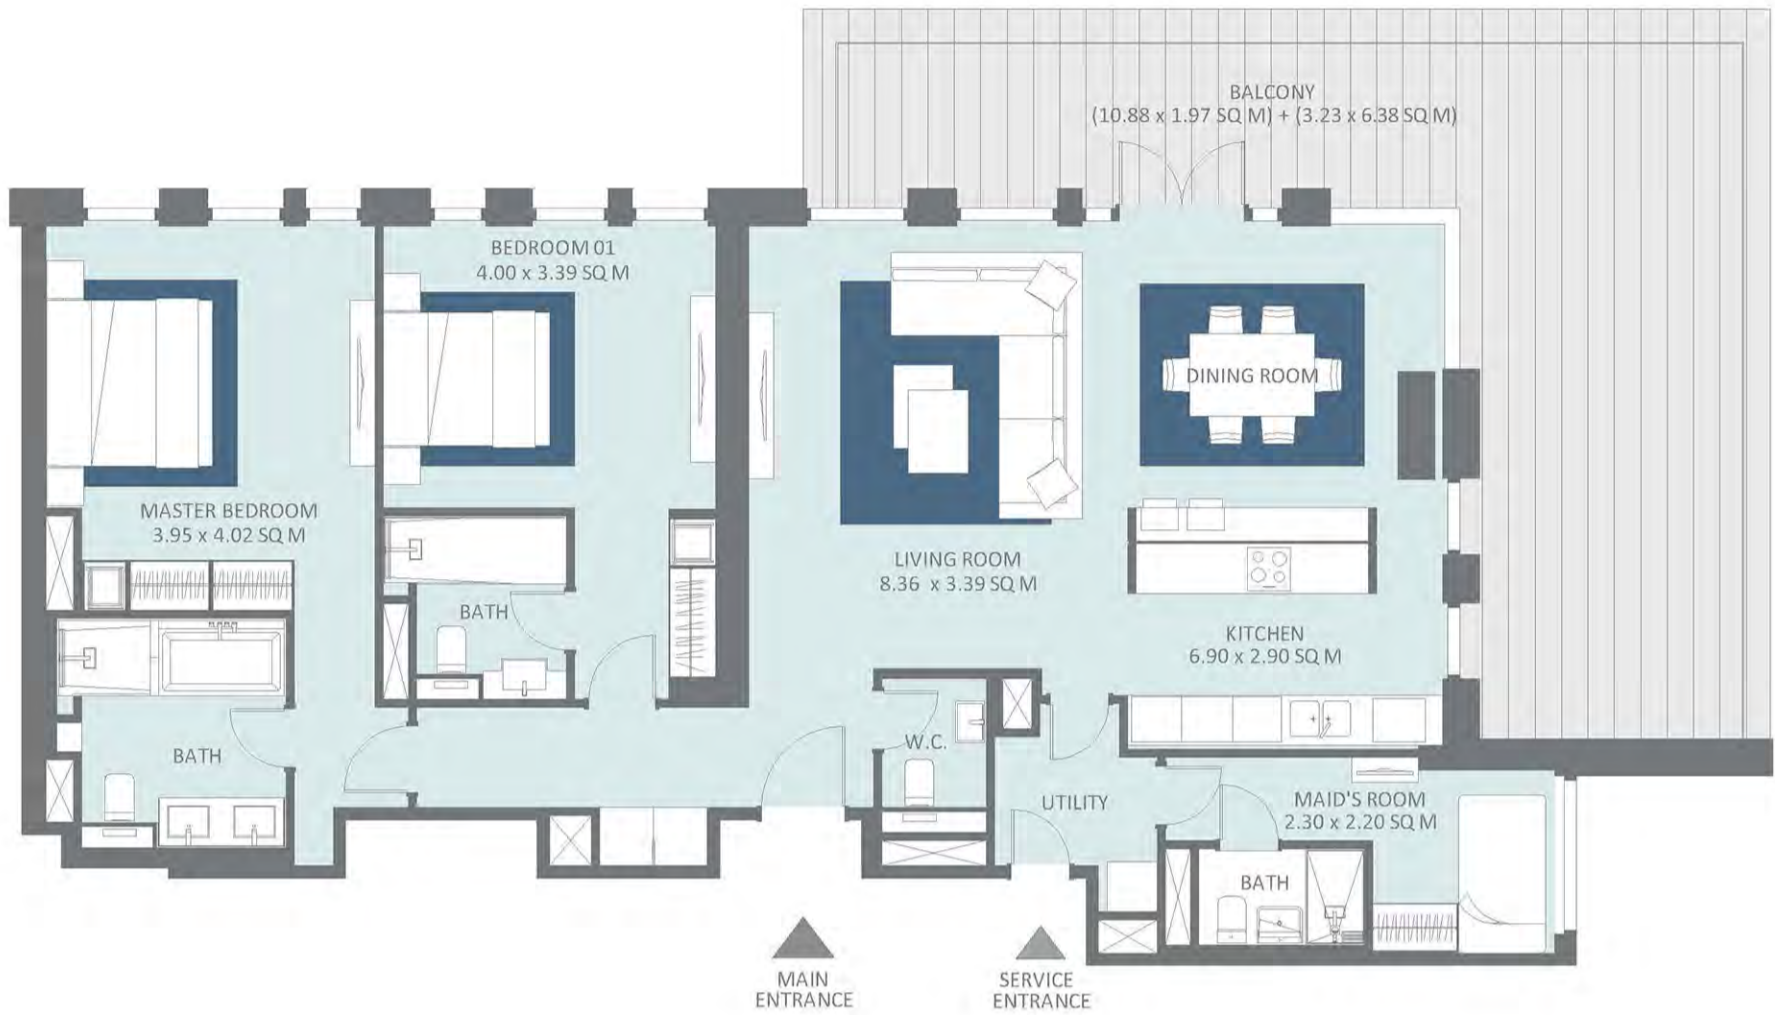 BALCONY
(10.88 x 1.97 SQ M) + (3.23 x 6.38 SQ M)
BEDROOM 01
4.00 x 3.39 SQ M
DINING ROOM
MASTER BEDROOM
3.95 x 4.02 SQ M
LIVING ROOM
8.36 x 3.39 SQ M
BATH
KITCHEN
6.90 x 2.90 SQ M
BATH
W.C.
UTILITY
MAID'S ROOM
2.30 x 2.20 SQ M
BATH
MAIN
ENTRANCE
SERVICE
ENTRANCE